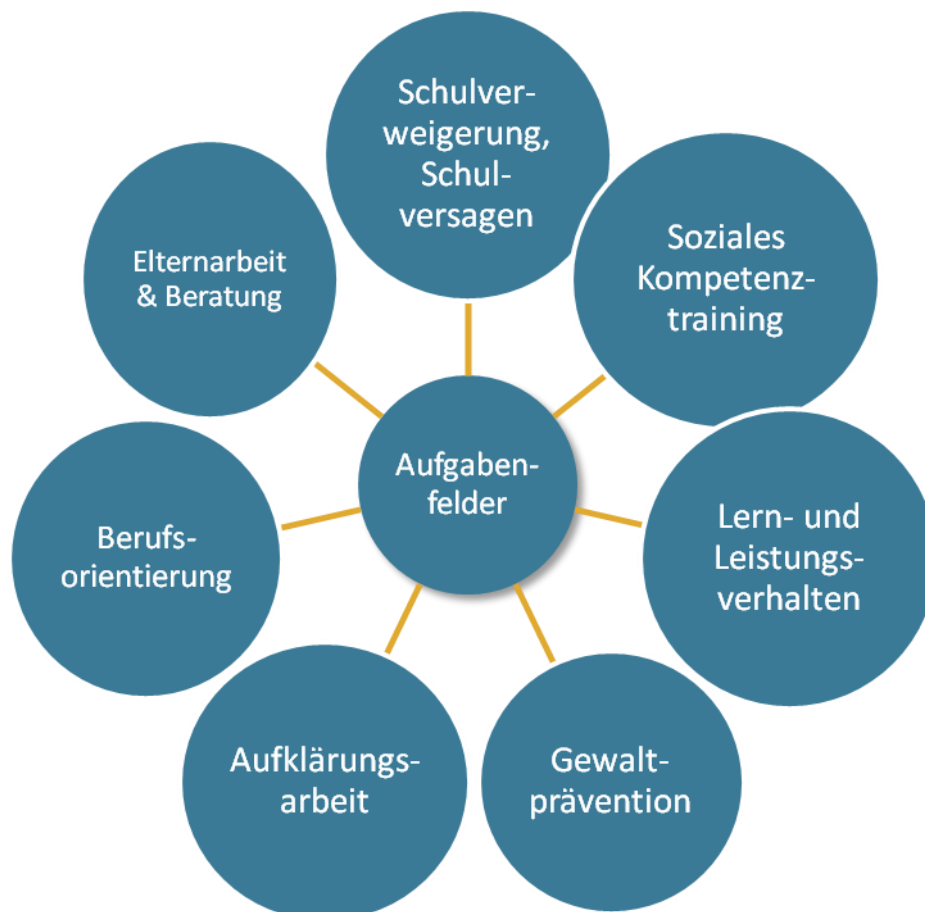 Schulver-
weigerung,
Schul-
versagen
Soziales
Kompetenz-
training
Lern- und
Leistungs-
verhalten
Gewalt-
prävention
Aufklärungs-
arbeit
Berufs-
orientierung
Elternarbeit
& Beratung
Aufgaben-
felder